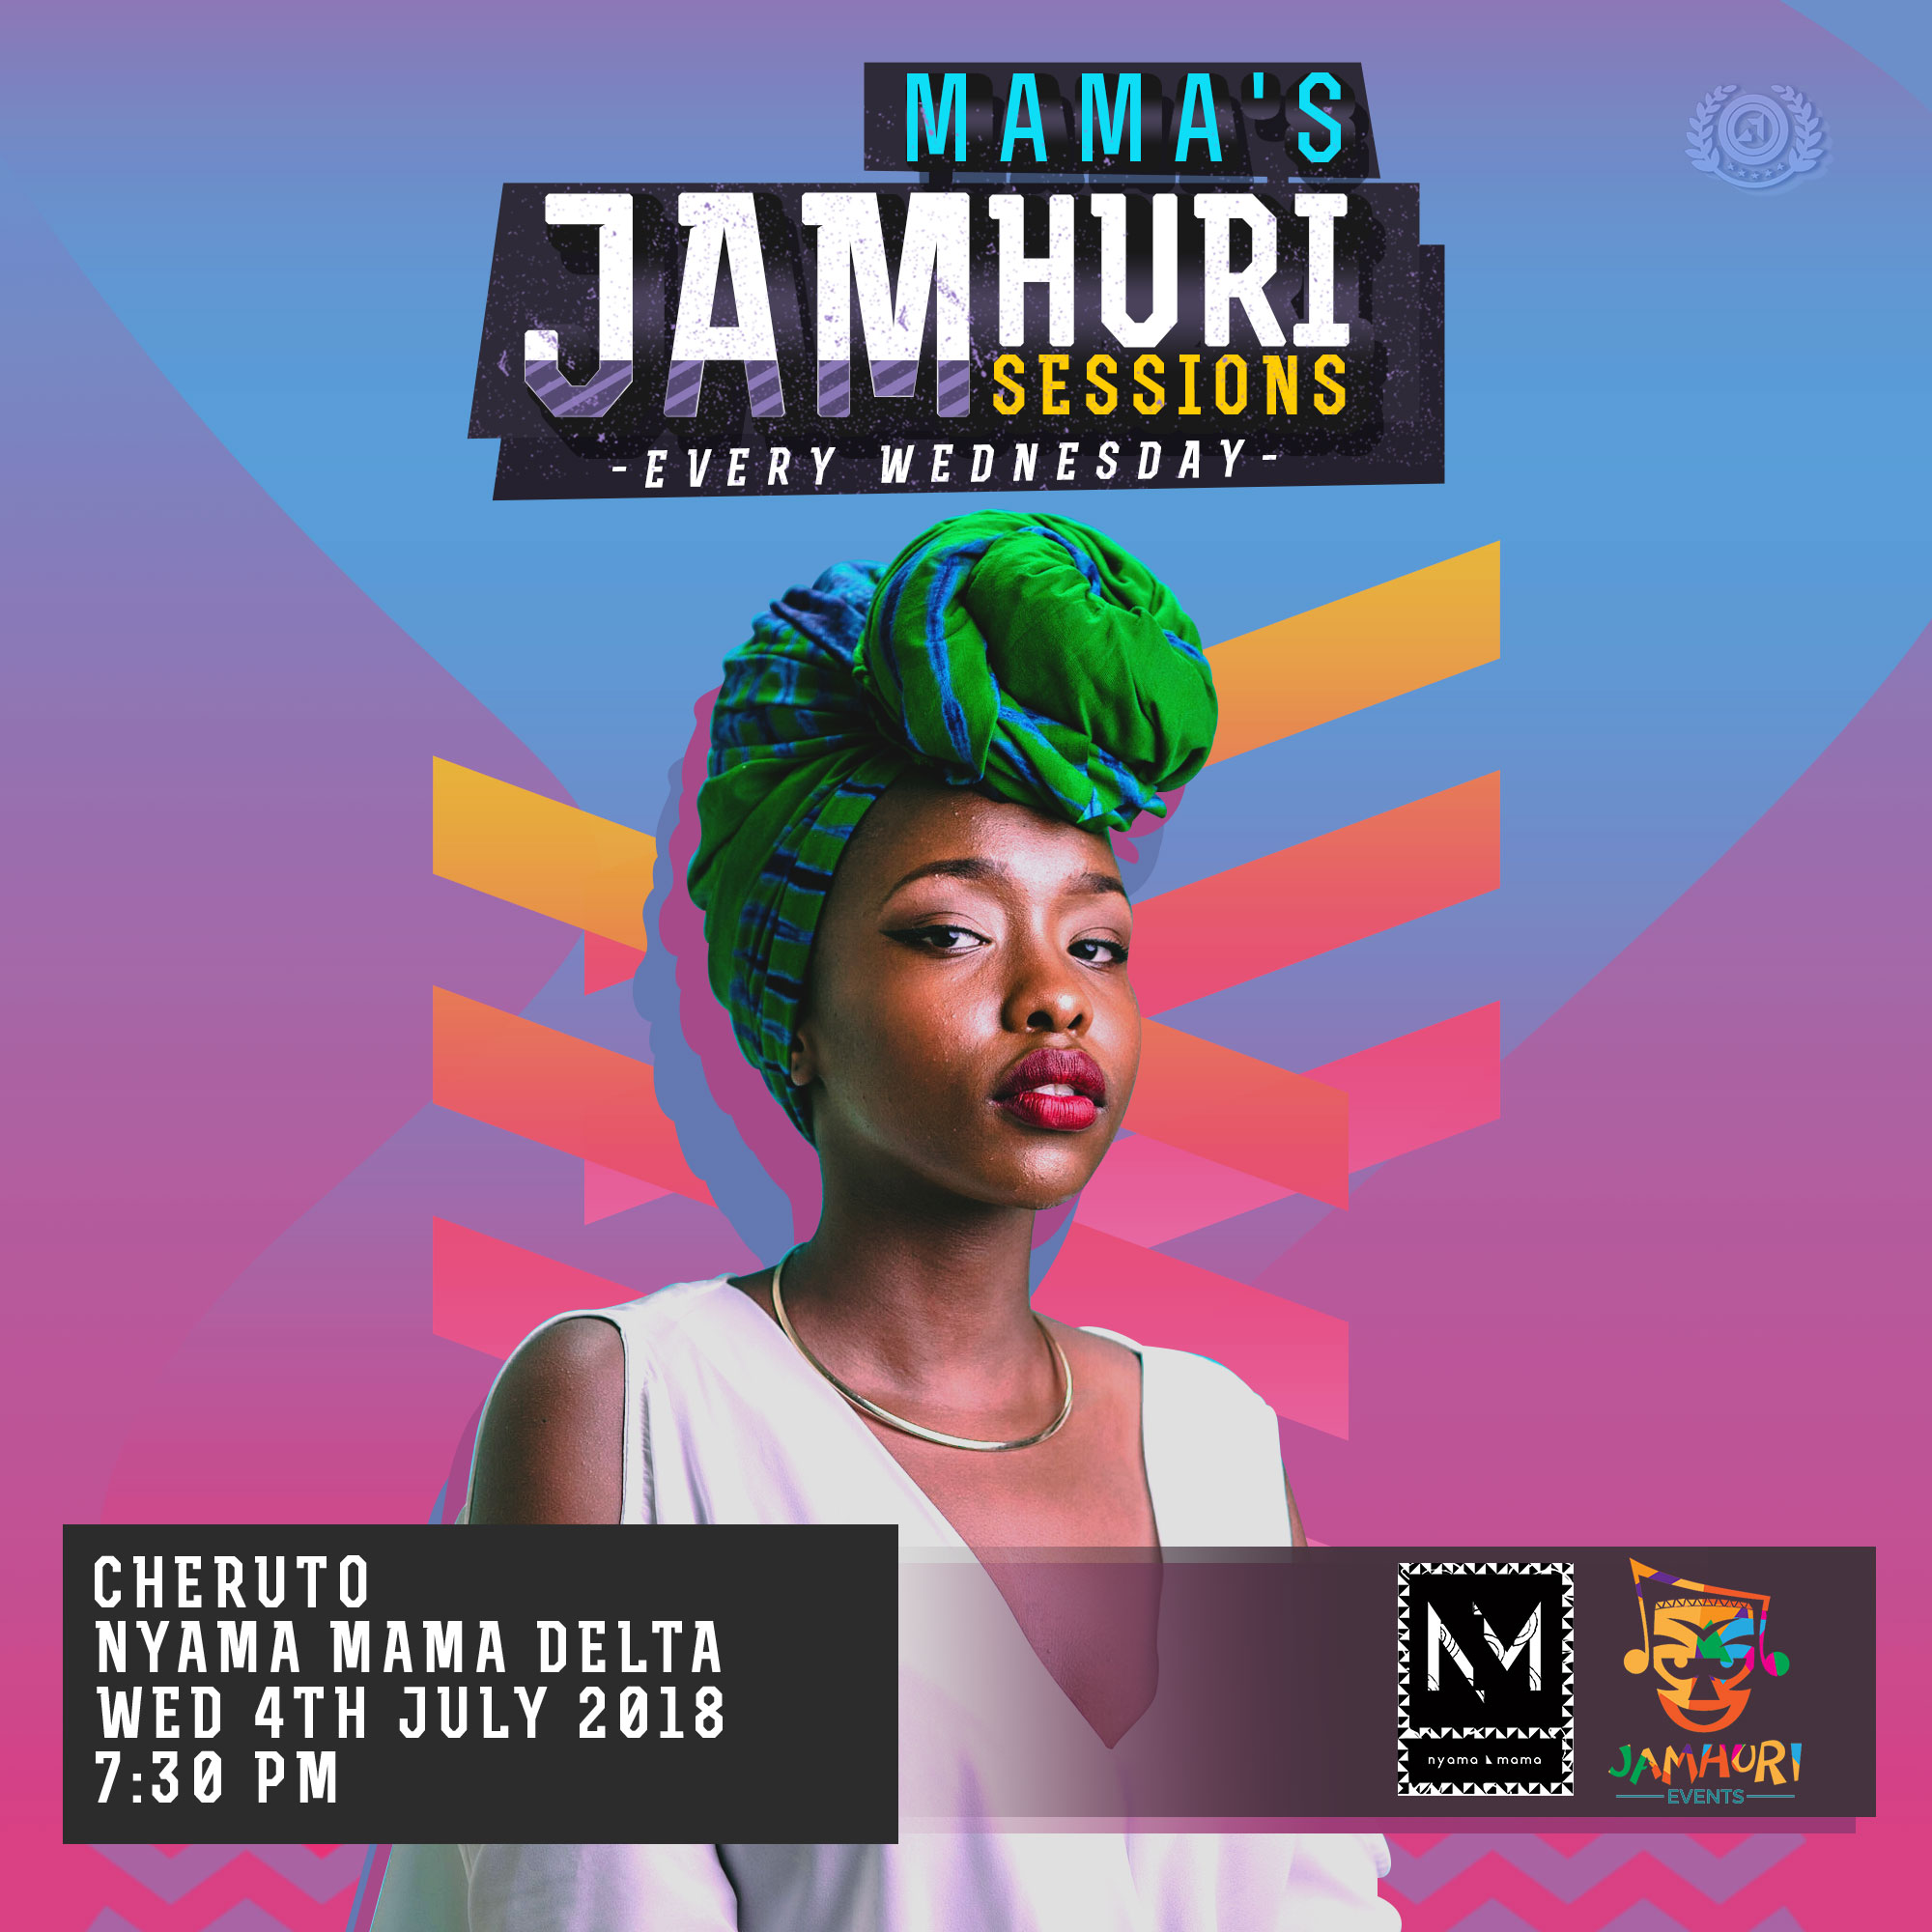 MAMA'S
JAMHURI
SESSIONS
-EVERY WEDNESDAY-
CHERUTO
NYAMA MAMA DELTA
WED 4TH JULY 2018
7:30 PM
NM
nyama mama
JAMHURI
EVENTS